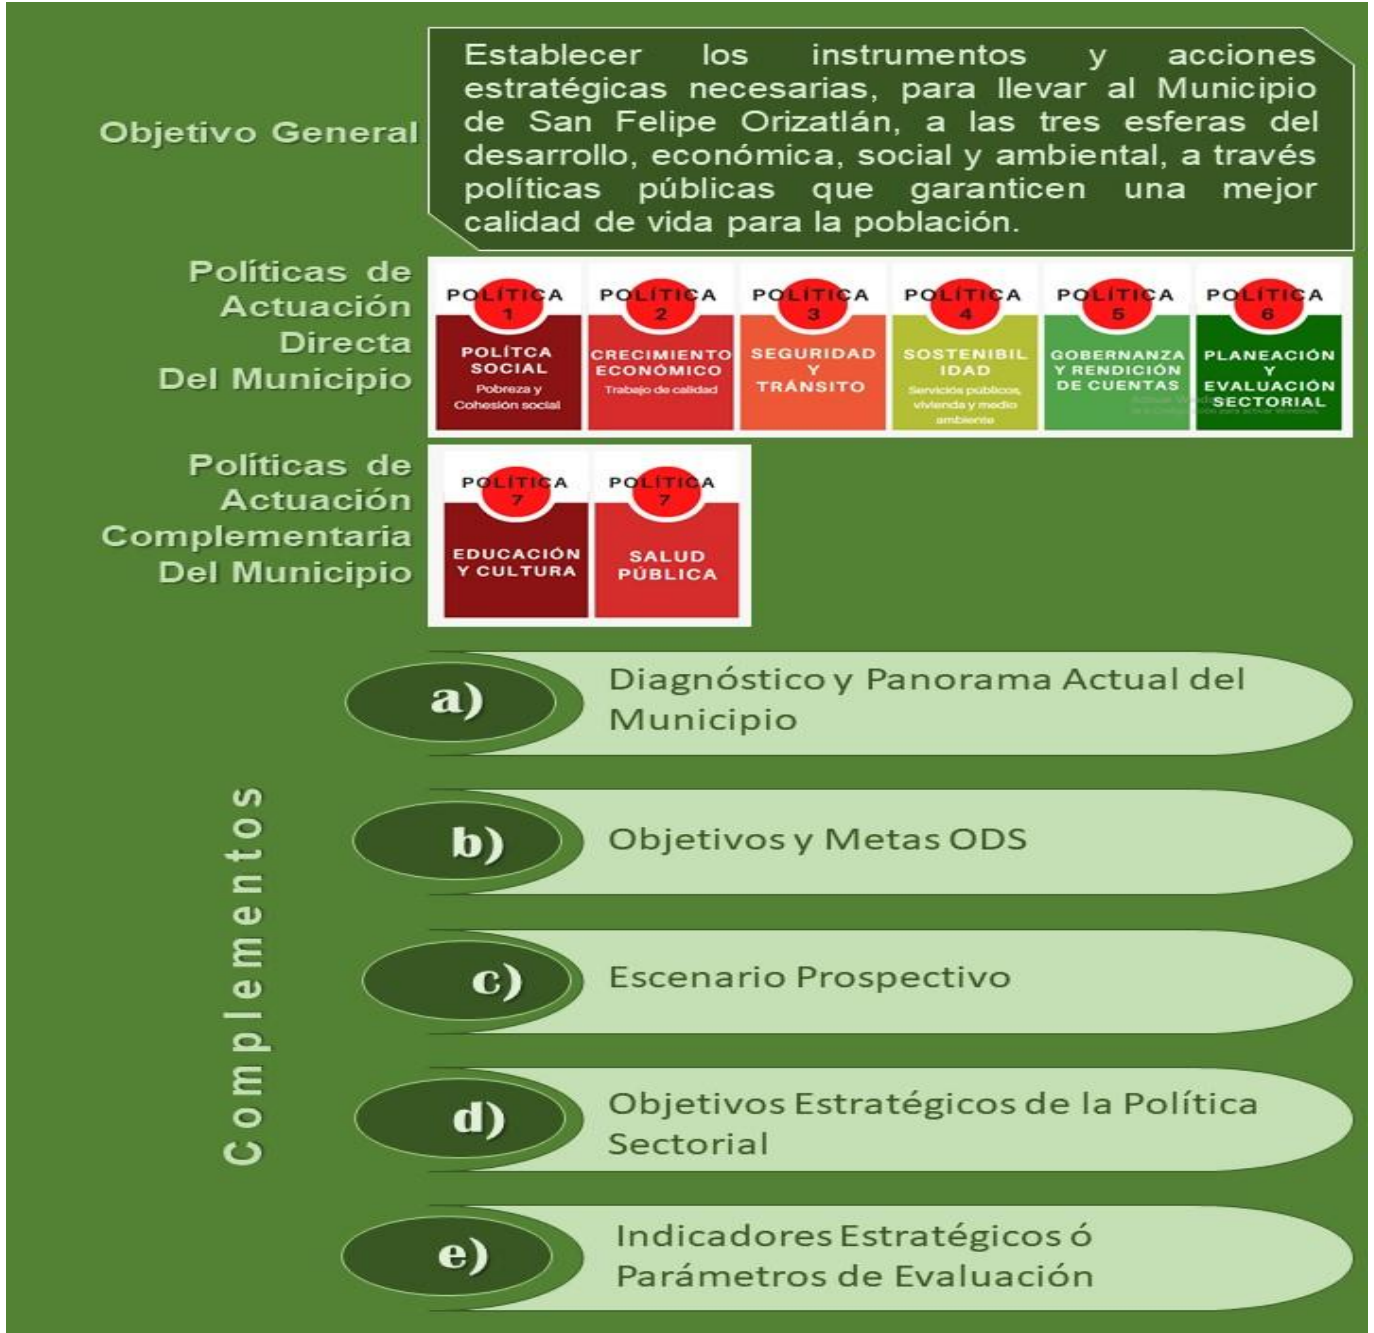 Objetivo General
Establecer los instrumentos y acciones
estratégicas necesarias, para llevar al Municipio
de San Felipe Orizatlán, a las tres esferas del
desarrollo, económica, social y ambiental, a través
políticas públicas que garanticen una mejor
calidad de vida para la población.
Políticas de
Actuación
Directa
Del Municipio
POLÍTICA
1
POLÍTCA
SOCIAL
Pobreza y
Cohesión social
POLÍTICA
2
CRECIMIENTO
ECONÓMICO
Trabajo de calidad
POLÍTICA
3
SEGURIDAD
Y
TRÁNSITO
POLÍTICA
4
SOSTENIBIL
IDAD
Servicios públicos,
vivienda y medio
ambiente
POLÍTICA
5
GOBERNANZA
Y RENDICIÓN
DE CUENTAS
POLÍTICA
6
PLANEACIÓN
Y
EVALUACIÓN
SECTORIAL
Políticas de
Actuación
Complementaria
Del Municipio
POLÍTICA
7
EDUCACIÓN
Y CULTURA
POLÍTICA
7
SALUD
PÚBLICA
Complementos
a)
Diagnóstico y Panorama Actual del
Municipio
b)
Objetivos y Metas ODS
c)
Escenario Prospectivo
d)
Objetivos Estratégicos de la Política
Sectorial
e)
Indicadores Estratégicos ó
Parámetros de Evaluación